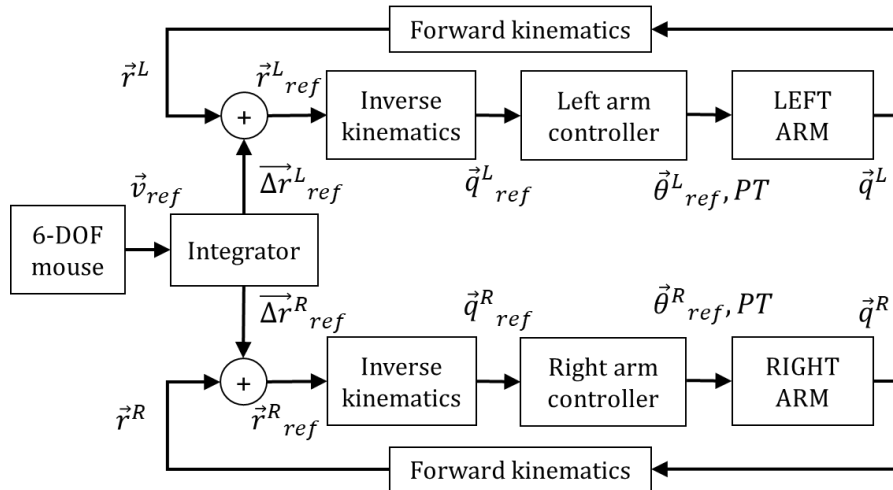 Forward kinematics
r⃗ᴸ
r⃗ᴸ_ref
+
Inverse
kinematics
Left arm
controller
LEFT
ARM
v⃗_ref
Δr⃗ᴸ_ref
q⃗ᴸ_ref
θ⃗ᴸ_ref, PT
q⃗ᴸ
6-DOF
mouse
Integrator
Δr⃗ᴿ_ref
q⃗ᴿ_ref
θ⃗ᴿ_ref, PT
q⃗ᴿ
+
Inverse
kinematics
Right arm
controller
RIGHT
ARM
r⃗ᴿ
r⃗ᴿ_ref
Forward kinematics